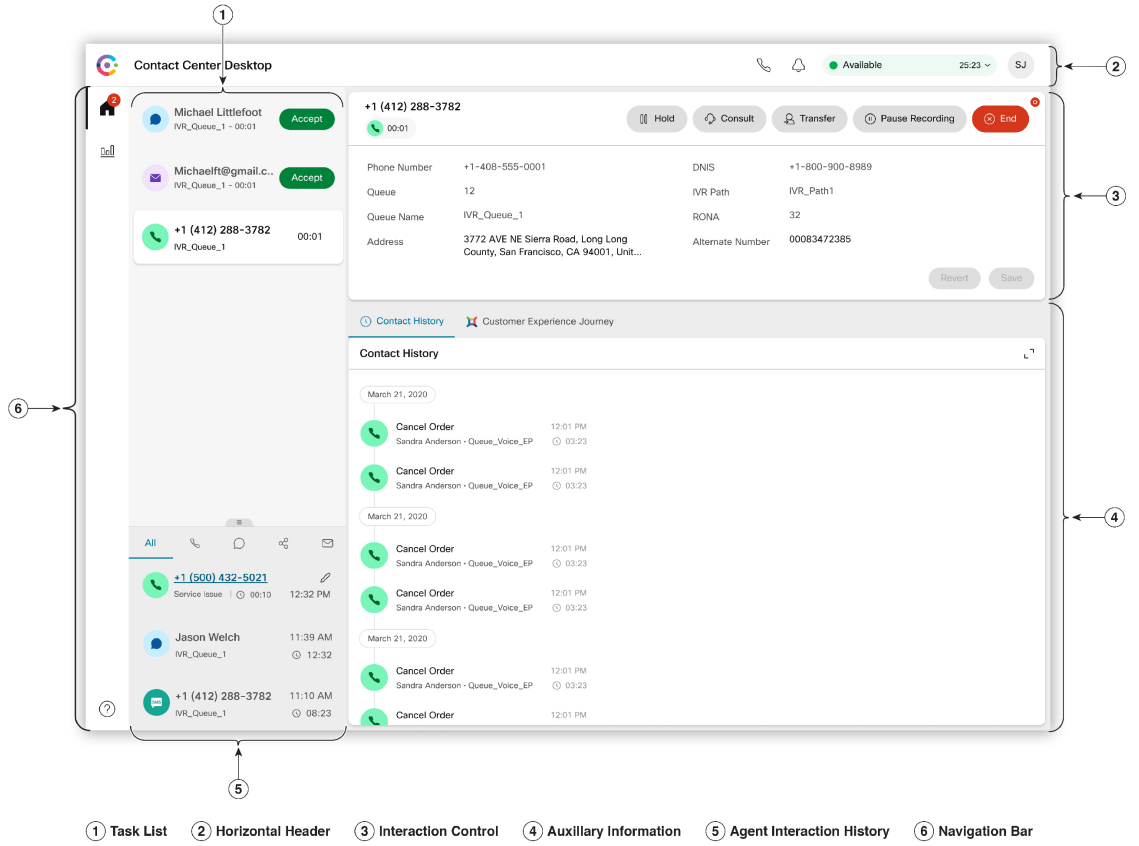 1
Contact Center Desktop
Available 25:23 SJ
2
2
Michael Littlefoot
IVR_Queue_1 - 00:01
Accept
Michaelft@gmail.c..
IVR_Queue_1 - 00:01
Accept
+1 (412) 288-3782
IVR_Queue_1
00:01
+1 (412) 288-3782
00:01
Hold Consult Transfer Pause Recording End
Phone Number +1-408-555-0001
DNIS +1-800-900-8989
Queue 12
IVR Path IVR_Path1
Queue Name IVR_Queue_1
RONA 32
Address 3772 AVE NE Sierra Road, Long Long
County, San Francisco, CA 94001, Unit...
Alternate Number 00083472385
Revert Save
3
Contact History Customer Experience Journey
Contact History
March 21, 2020
Cancel Order 12:01 PM
Sandra Anderson • Queue_Voice_EP 03:23
Cancel Order 12:01 PM
Sandra Anderson • Queue_Voice_EP 03:23
March 21, 2020
Cancel Order 12:01 PM
Sandra Anderson • Queue_Voice_EP 03:23
Cancel Order 12:01 PM
Sandra Anderson • Queue_Voice_EP 03:23
March 21, 2020
Cancel Order 12:01 PM
Sandra Anderson • Queue_Voice_EP 03:23
Cancel Order 12:01 PM
4
6
All
+1 (500) 432-5021
Service Issue | 00:10 12:32 PM
Jason Welch 11:39 AM
IVR_Queue_1 12:32
+1 (412) 288-3782 11:10 AM
IVR_Queue_1 08:23
?
5
1 Task List 2 Horizontal Header 3 Interaction Control 4 Auxillary Information 5 Agent Interaction History 6 Navigation Bar